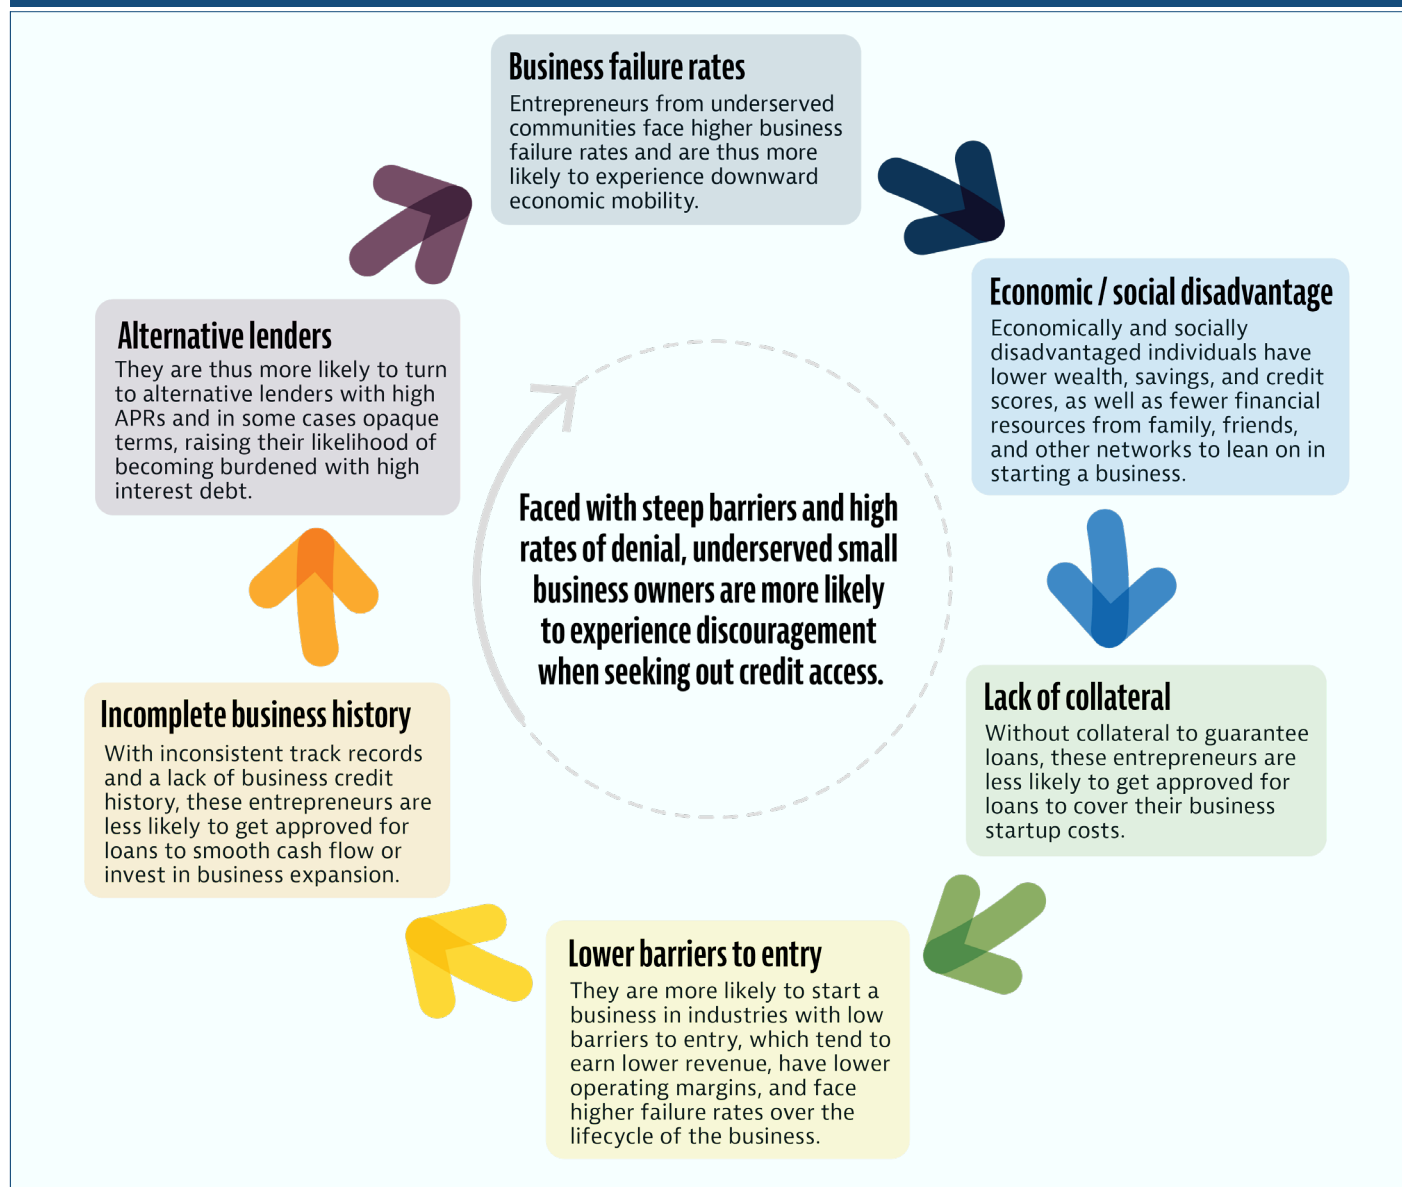 Business failure rates
Entrepreneurs from underserved
communities face higher business
failure rates and are thus more
likely to experience downward
economic mobility.
Economic / social disadvantage
Economically and socially
disadvantaged individuals have
lower wealth, savings, and credit
scores, as well as fewer financial
resources from family, friends,
and other networks to lean on in
starting a business.
Lack of collateral
Without collateral to guarantee
loans, these entrepreneurs are
less likely to get approved for
loans to cover their business
startup costs.
Lower barriers to entry
They are more likely to start a
business in industries with low
barriers to entry, which tend to
earn lower revenue, have lower
operating margins, and face
higher failure rates over the
lifecycle of the business.
Incomplete business history
With inconsistent track records
and a lack of business credit
history, these entrepreneurs are
less likely to get approved for
loans to smooth cash flow or
invest in business expansion.
Alternative lenders
They are thus more likely to turn
to alternative lenders with high
APRs and in some cases opaque
terms, raising their likelihood of
becoming burdened with high
interest debt.
Faced with steep barriers and high
rates of denial, underserved small
business owners are more likely
to experience discouragement
when seeking out credit access.